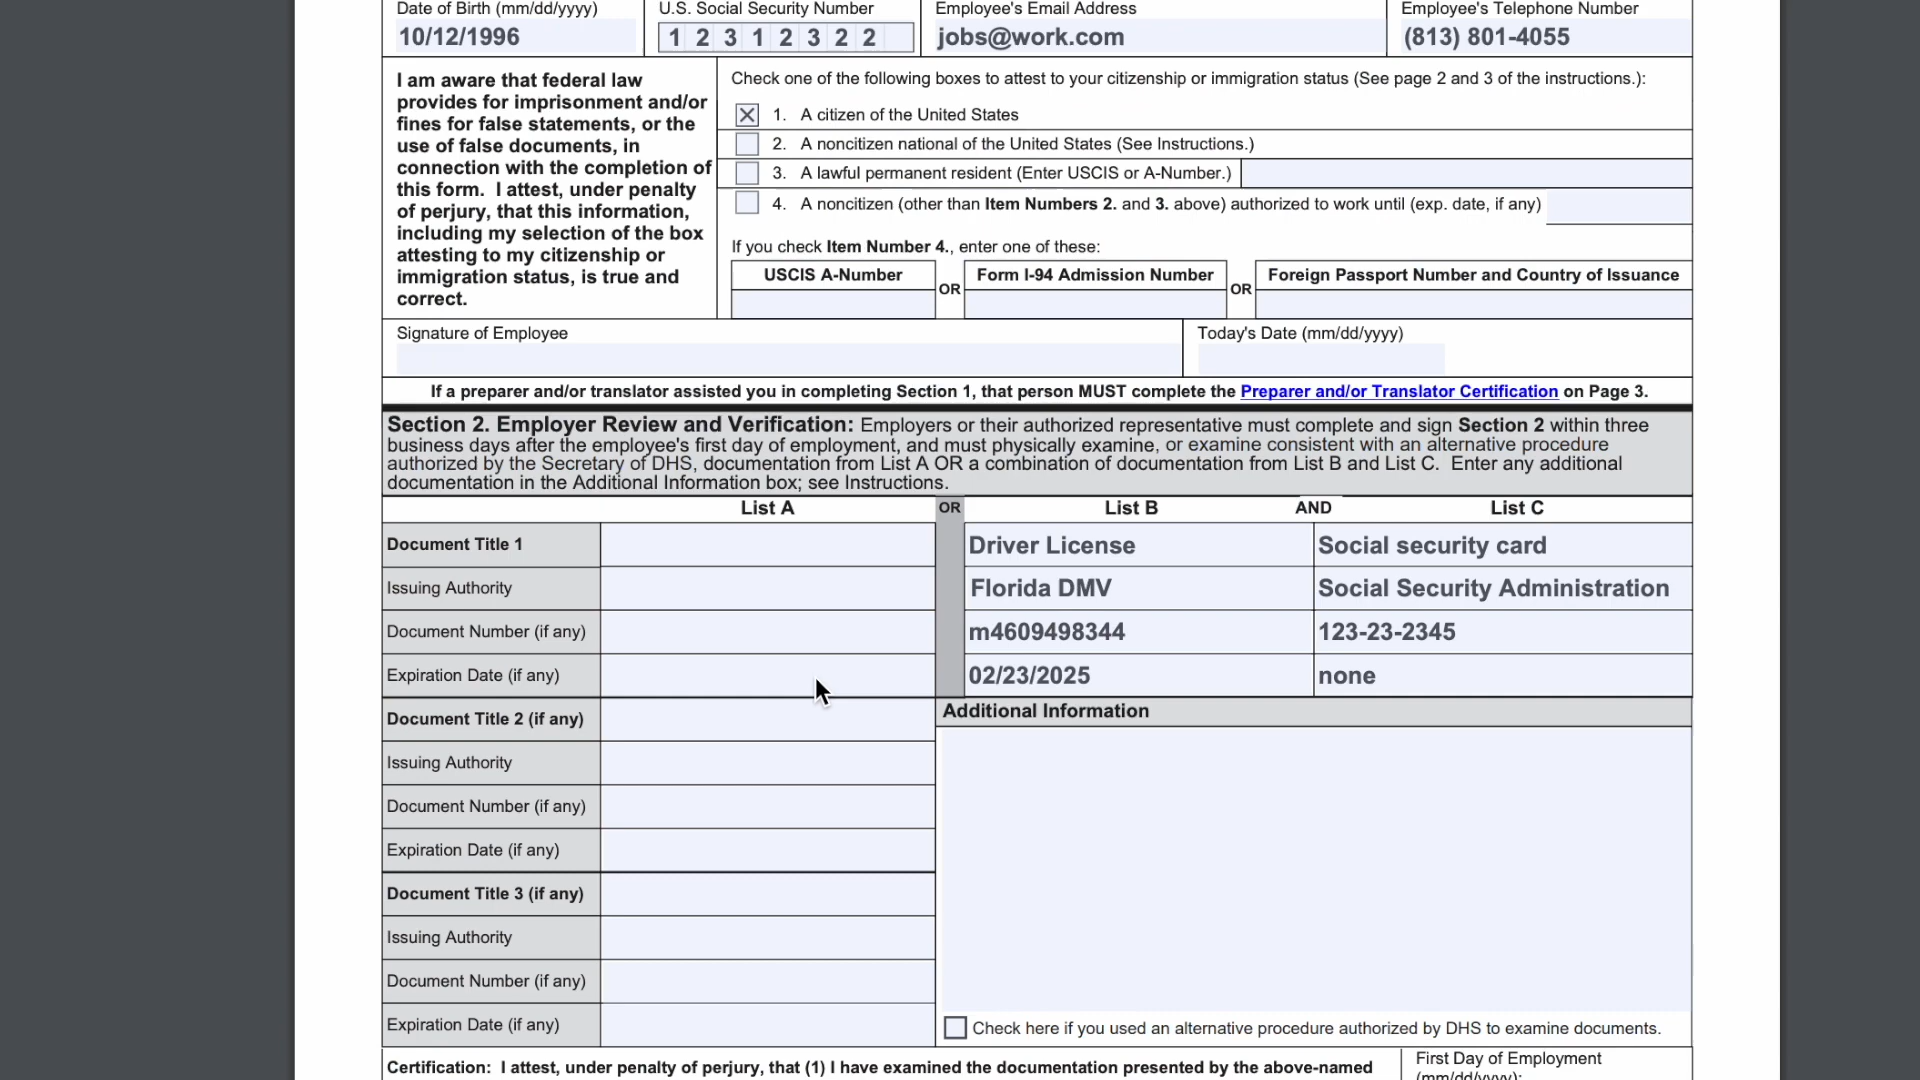 Date of Birth (mm/dd/yyyy) U.S. Social Security Number Employee's Email Address Employee's Telephone Number
10/12/1996 1 2 3 1 2 3 2 2 jobs@work.com (813) 801-4055
I am aware that federal law
provides for imprisonment and/or
fines for false statements, or the
use of false documents, in
connection with the completion of
this form. I attest, under penalty
of perjury, that this information,
including my selection of the box
attesting to my citizenship or
immigration status, is true and
correct.
Check one of the following boxes to attest to your citizenship or immigration status (See page 2 and 3 of the instructions.):
1. A citizen of the United States
2. A noncitizen national of the United States (See Instructions.)
3. A lawful permanent resident (Enter USCIS or A-Number.)
4. A noncitizen (other than Item Numbers 2. and 3. above) authorized to work until (exp. date, if any)
If you check Item Number 4., enter one of these:
USCIS A-Number OR Form I-94 Admission Number OR Foreign Passport Number and Country of Issuance
Signature of Employee Today's Date (mm/dd/yyyy)
If a preparer and/or translator assisted you in completing Section 1, that person MUST complete the Preparer and/or Translator Certification on Page 3.
Section 2. Employer Review and Verification: Employers or their authorized representative must complete and sign Section 2 within three
business days after the employee's first day of employment, and must physically examine, or examine consistent with an alternative procedure
authorized by the Secretary of DHS, documentation from List A OR a combination of documentation from List B and List C. Enter any additional
documentation in the Additional Information box; see Instructions.
List A OR List B AND List C
Document Title 1 Driver License Social security card
Issuing Authority Florida DMV Social Security Administration
Document Number (if any) m4609498344 123-23-2345
Expiration Date (if any) 02/23/2025 none
Document Title 2 (if any) Additional Information
Issuing Authority
Document Number (if any)
Expiration Date (if any)
Document Title 3 (if any)
Issuing Authority
Document Number (if any)
Expiration Date (if any) Check here if you used an alternative procedure authorized by DHS to examine documents.
Certification: I attest, under penalty of perjury, that (1) I have examined the documentation presented by the above-named
First Day of Employment
(mm/dd/yyyy):